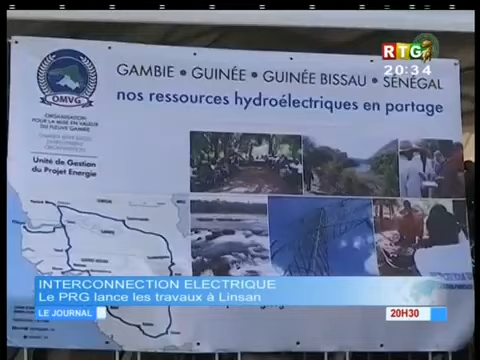 RTG
20:34
GAMBIE • GUINÉE • GUINÉE BISSAU • SÉNÉGAL
nos ressources hydroélectriques en partage
OMVG
ORGANISATION
POUR LA MISE EN VALEUR
DU FLEUVE GAMBIE
Unité de Gestion
du Projet Energie
INTERCONNECTION ELECTRIQUE
Le PRG lance les travaux à Linsan
LE JOURNAL
20H30